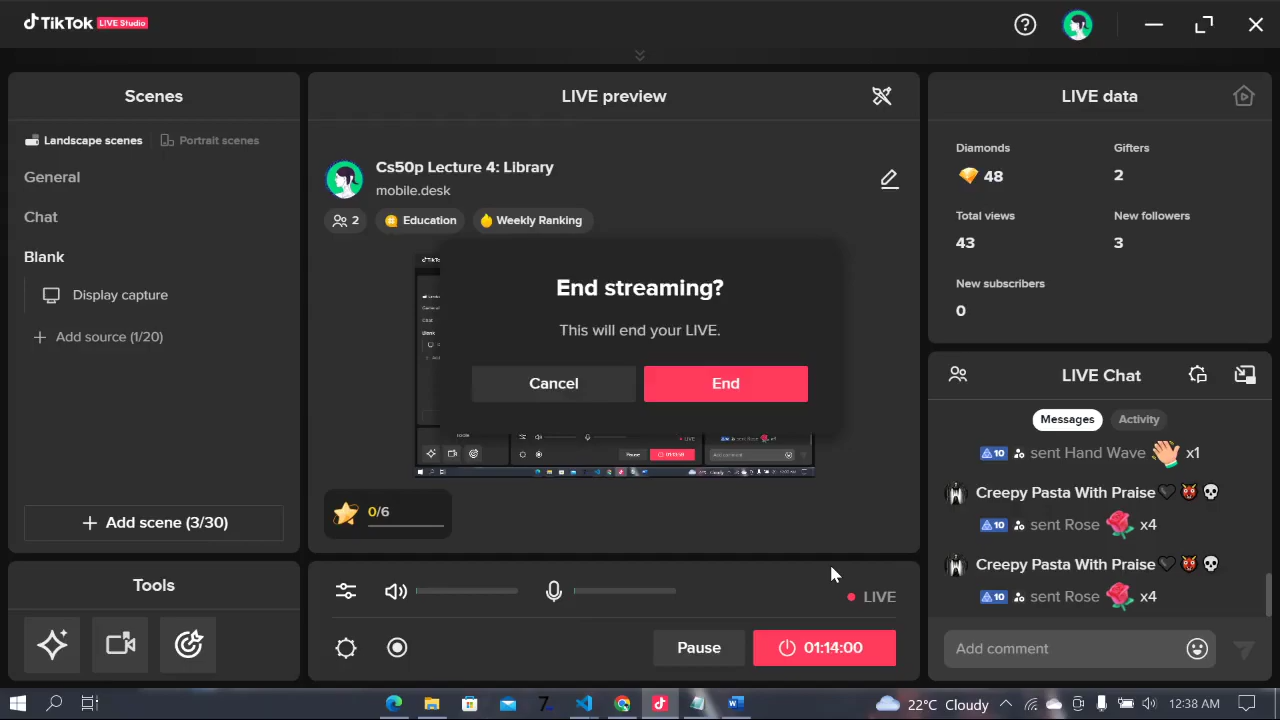 TikTok LIVE Studio
Scenes
Landscape scenes
Portrait scenes
General
Chat
Blank
Display capture
Add source (1/20)
Add scene (3/30)
Tools
LIVE preview
Cs50p Lecture 4: Library
mobile.desk
2
Education
Weekly Ranking
End streaming?
This will end your LIVE.
Cancel
End
0/6
LIVE
Pause
01:14:00
LIVE data
Diamonds
48
Gifters
2
Total views
43
New followers
3
New subscribers
0
LIVE Chat
Messages
Activity
10 sent Hand Wave x1
Creepy Pasta With Praise
10 sent Rose x4
Creepy Pasta With Praise
10 sent Rose x4
Add comment
22°C Cloudy
12:38 AM